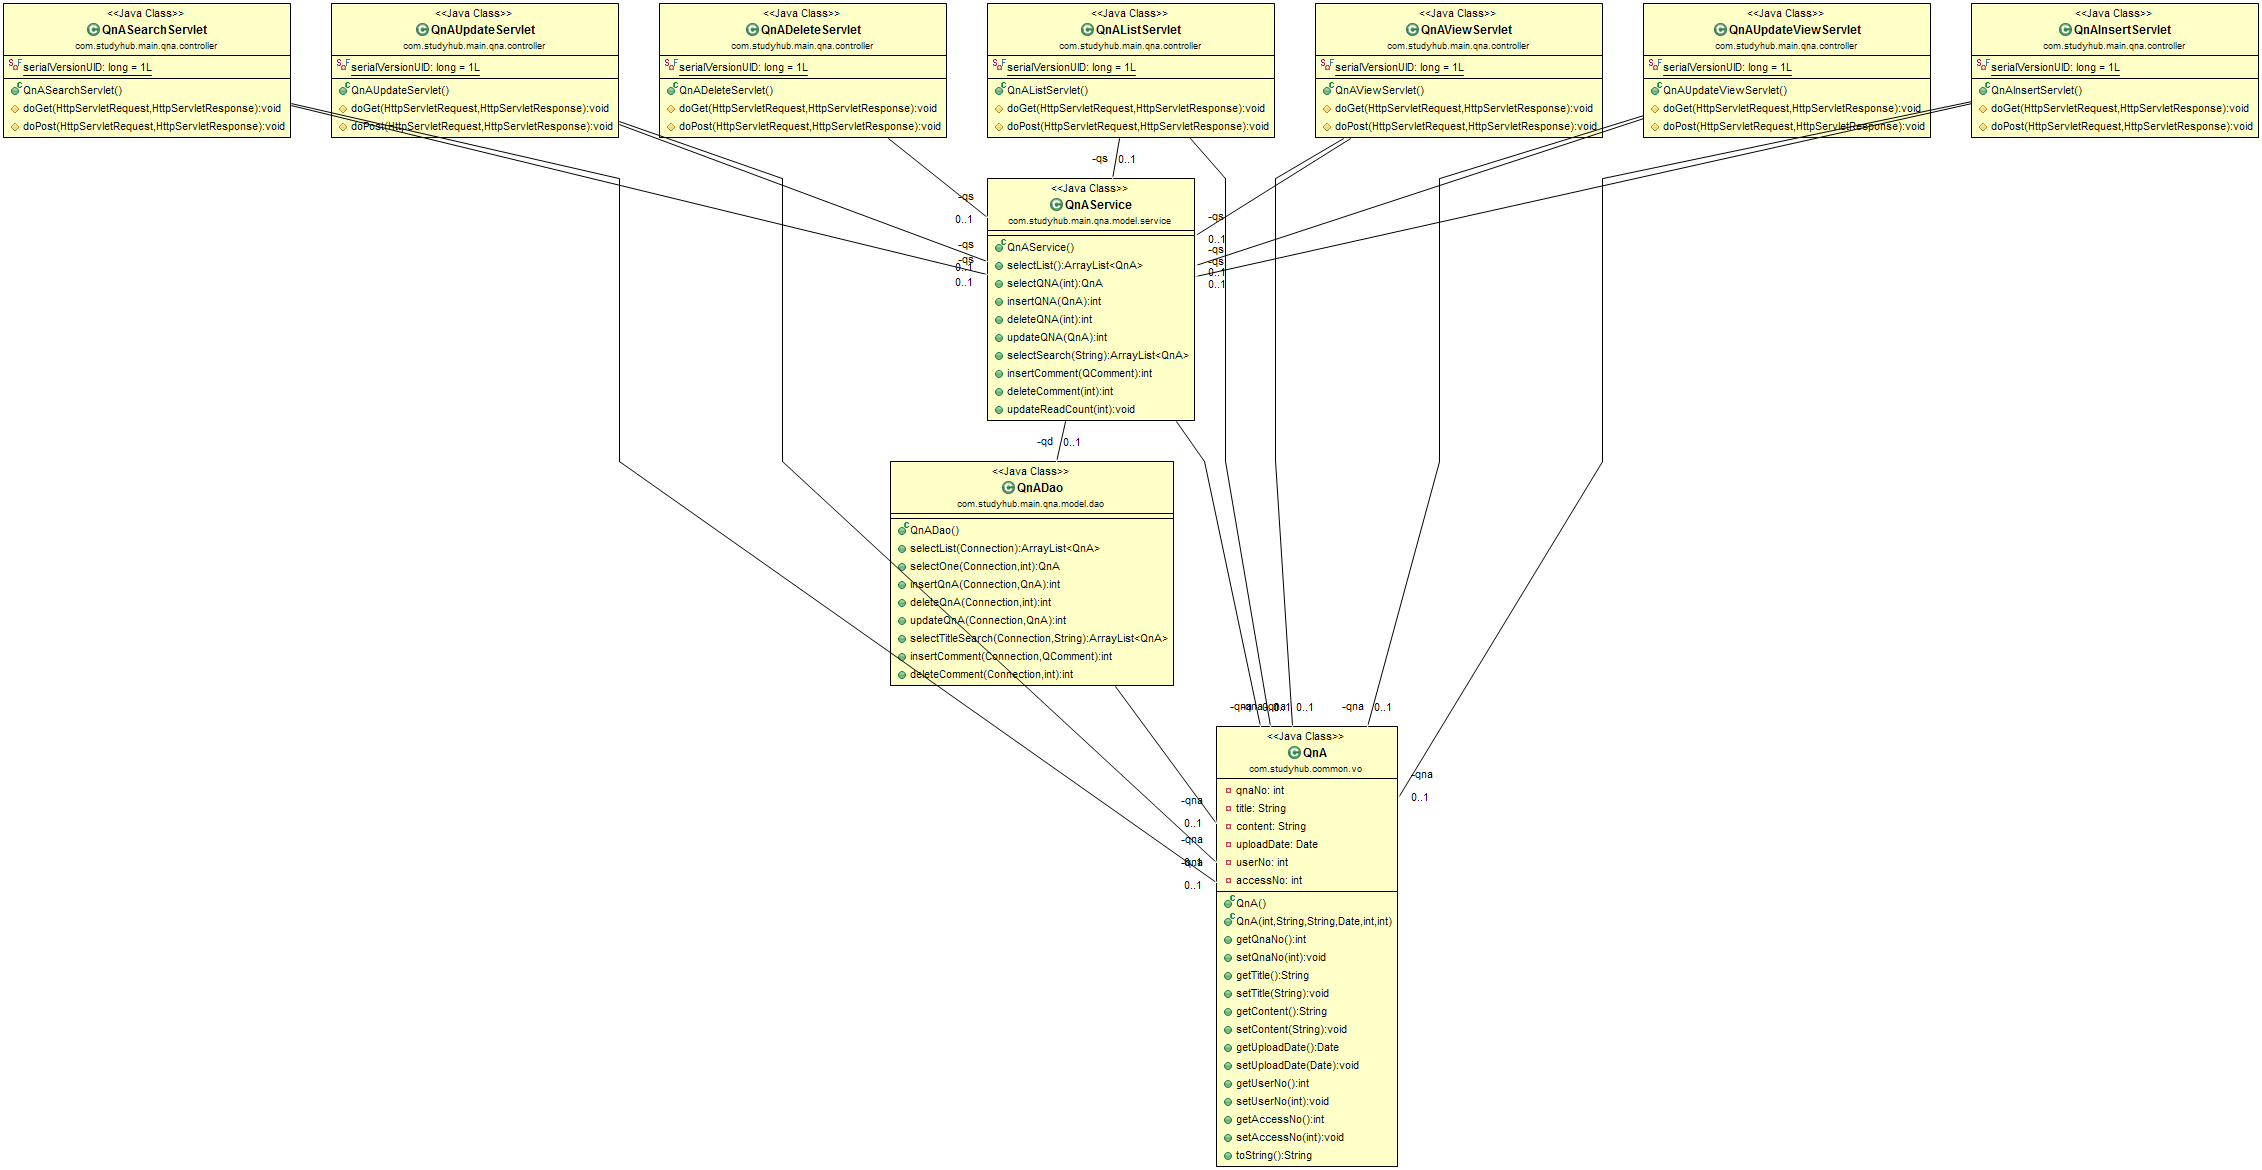 <<Java Class>>
QnASearchServlet
com.studyhub.main.qna.controller
serialVersionUID: long = 1L
QnASearchServlet()
doGet(HttpServletRequest,HttpServletResponse):void
doPost(HttpServletRequest,HttpServletResponse):void
<<Java Class>>
QnAUpdateServlet
com.studyhub.main.qna.controller
serialVersionUID: long = 1L
QnAUpdateServlet()
doGet(HttpServletRequest,HttpServletResponse):void
doPost(HttpServletRequest,HttpServletResponse):void
<<Java Class>>
QnADeleteServlet
com.studyhub.main.qna.controller
serialVersionUID: long = 1L
QnADeleteServlet()
doGet(HttpServletRequest,HttpServletResponse):void
doPost(HttpServletRequest,HttpServletResponse):void
<<Java Class>>
QnAListServlet
com.studyhub.main.qna.controller
serialVersionUID: long = 1L
QnAListServlet()
doGet(HttpServletRequest,HttpServletResponse):void
doPost(HttpServletRequest,HttpServletResponse):void
<<Java Class>>
QnAViewServlet
com.studyhub.main.qna.controller
serialVersionUID: long = 1L
QnAViewServlet()
doGet(HttpServletRequest,HttpServletResponse):void
doPost(HttpServletRequest,HttpServletResponse):void
<<Java Class>>
QnAUpdateViewServlet
com.studyhub.main.qna.controller
serialVersionUID: long = 1L
QnAUpdateViewServlet()
doGet(HttpServletRequest,HttpServletResponse):void
doPost(HttpServletRequest,HttpServletResponse):void
<<Java Class>>
QnAInsertServlet
com.studyhub.main.qna.controller
serialVersionUID: long = 1L
QnAInsertServlet()
doGet(HttpServletRequest,HttpServletResponse):void
doPost(HttpServletRequest,HttpServletResponse):void
-qs 0..1
-qs
0..1
-qs
-qs
0..1
0..1
-qs
0..1
-qs
-qs
0..1
0..1
<<Java Class>>
QnAService
com.studyhub.main.qna.model.service
QnAService()
selectList():ArrayList<QnA>
selectQNA(int):QnA
insertQNA(QnA):int
deleteQNA(int):int
updateQNA(QnA):int
selectSearch(String):ArrayList<QnA>
insertComment(QComment):int
deleteComment(int):int
updateReadCount(int):void
-qd 0..1
<<Java Class>>
QnADao
com.studyhub.main.qna.model.dao
QnADao()
selectList(Connection):ArrayList<QnA>
selectOne(Connection,int):QnA
insertQnA(Connection,QnA):int
deleteQnA(Connection,int):int
updateQnA(Connection,QnA):int
selectTitleSearch(Connection,String):ArrayList<QnA>
insertComment(Connection,QComment):int
deleteComment(Connection,int):int
0..1
-qna 0..1
-qna
0..1
-qna
0..1
-qna
0..1
<<Java Class>>
QnA
com.studyhub.common.vo
qnaNo: int
title: String
content: String
uploadDate: Date
userNo: int
accessNo: int
QnA()
QnA(int,String,String,Date,int,int)
getQnaNo():int
setQnaNo(int):void
getTitle():String
setTitle(String):void
getContent():String
setContent(String):void
getUploadDate():Date
setUploadDate(Date):void
getUserNo():int
setUserNo(int):void
getAccessNo():int
setAccessNo(int):void
toString():String